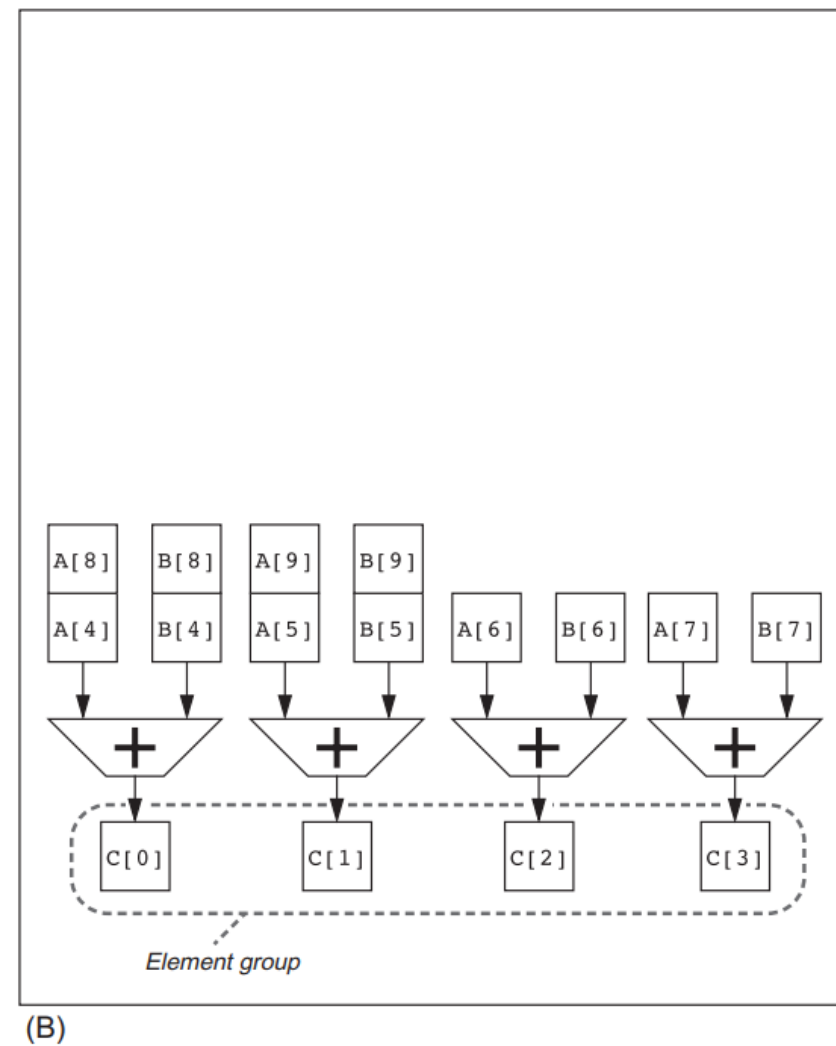 A[8] B[8] A[9] B[9]
A[4] B[4] A[5] B[5] A[6] B[6] A[7] B[7]
+ + + +
C[0] C[1] C[2] C[3]
Element group
(B)